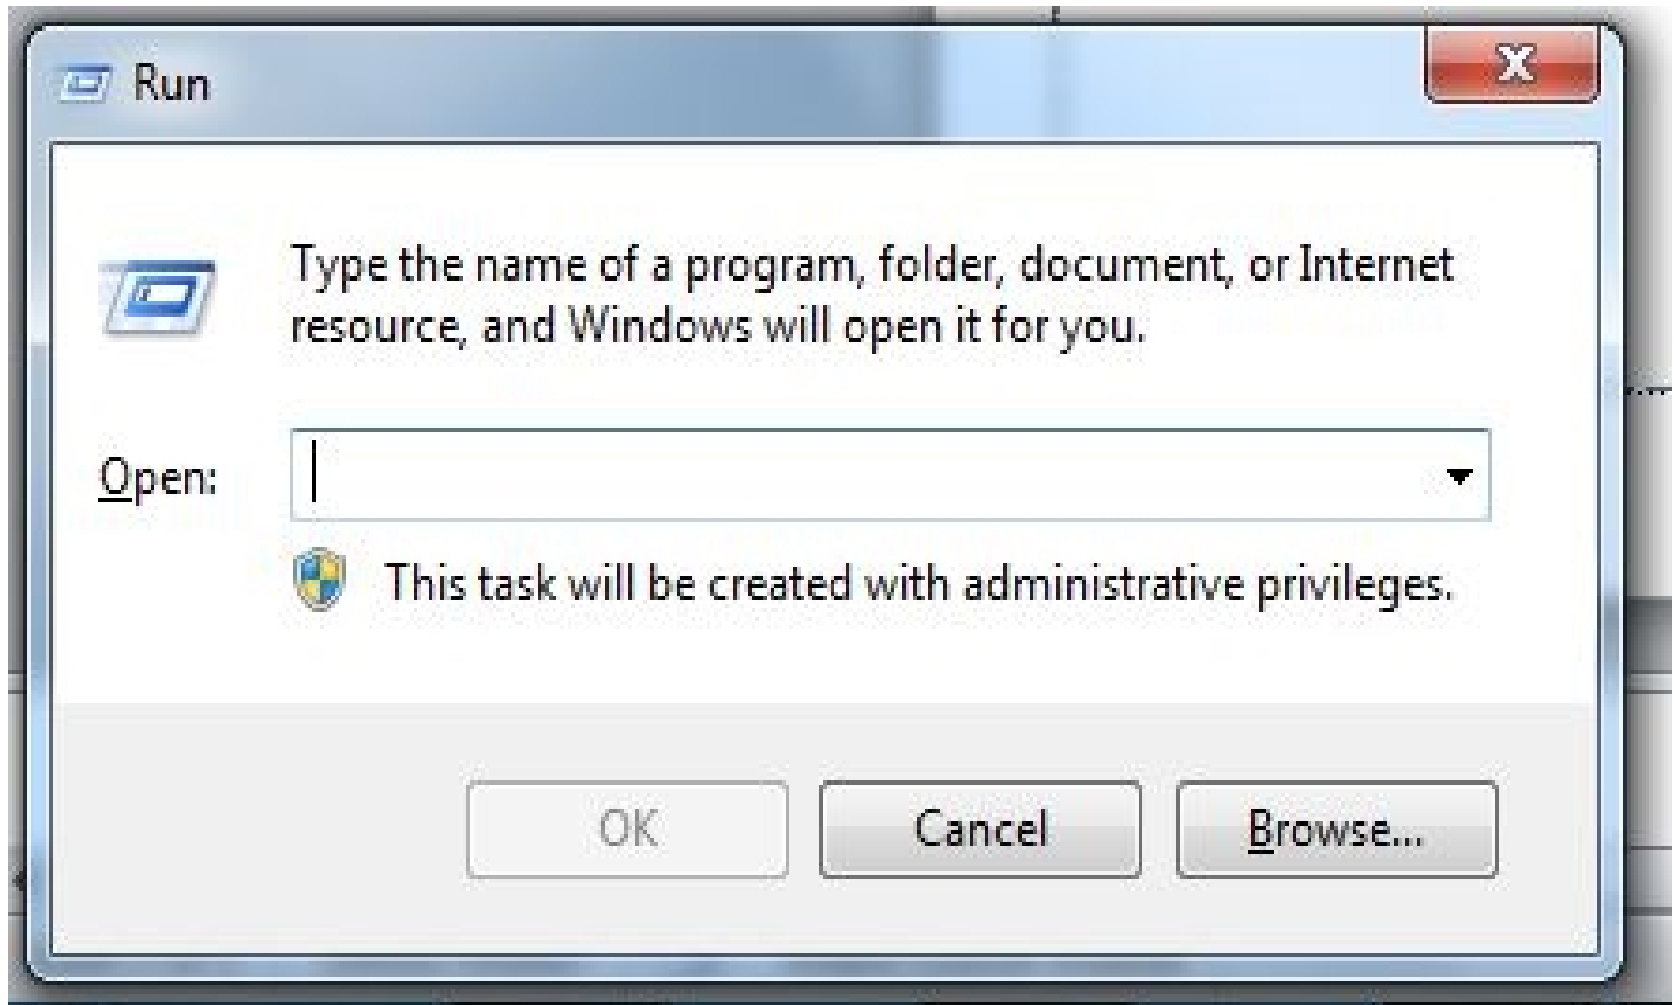 Run
Type the name of a program, folder, document, or Internet
resource, and Windows will open it for you.
Open:
This task will be created with administrative privileges.
OK Cancel Browse...